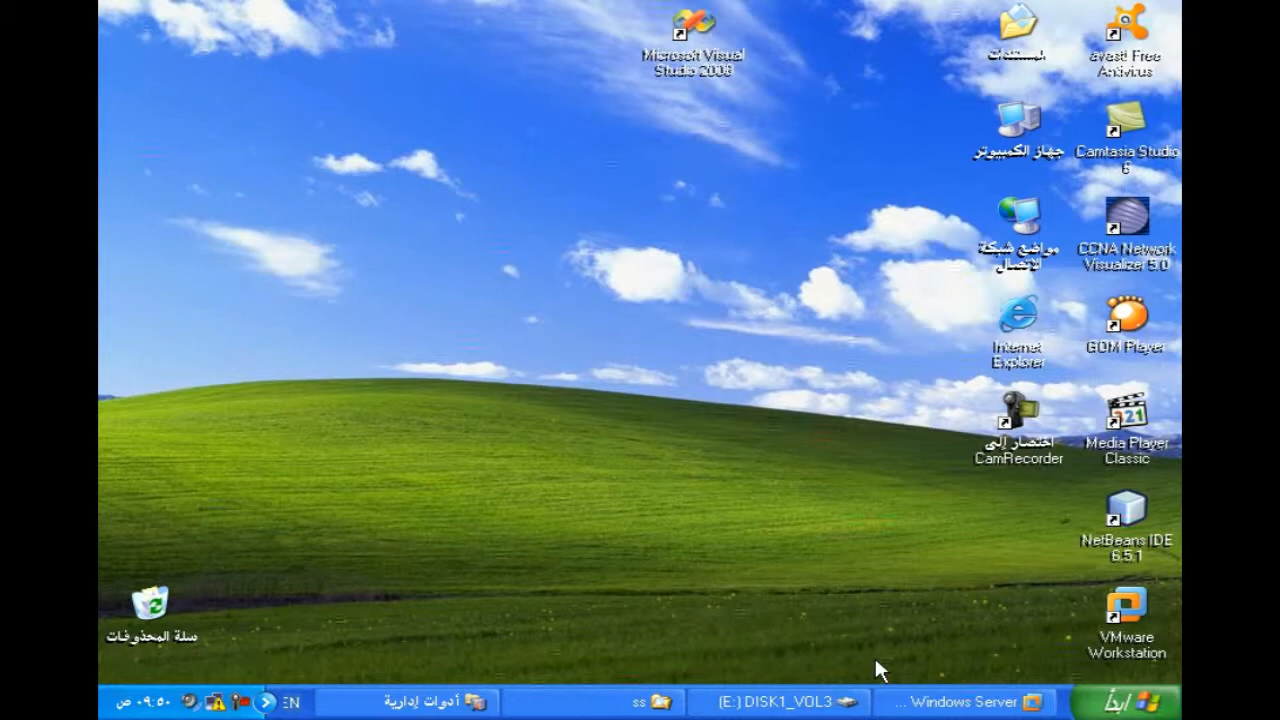 Microsoft Visual
Studio 2008
المستندات
avast! Free
Antivirus
جهاز الكمبيوتر
Camtasia Studio
6
مواضع شبكة
الاتصال
CCNA Network
Visualizer 5.0
Internet
Explorer
GOM Player
اختصار إلى
CamRecorder
Media Player
Classic
321
NetBeans IDE
6.5.1
VMware
Workstation
سلة المحذوفات
ابدأ
Windows Server ...
(E:) DISK1_VOL3
ss
أدوات إدارية
EN
٠٩:٥٠ ص